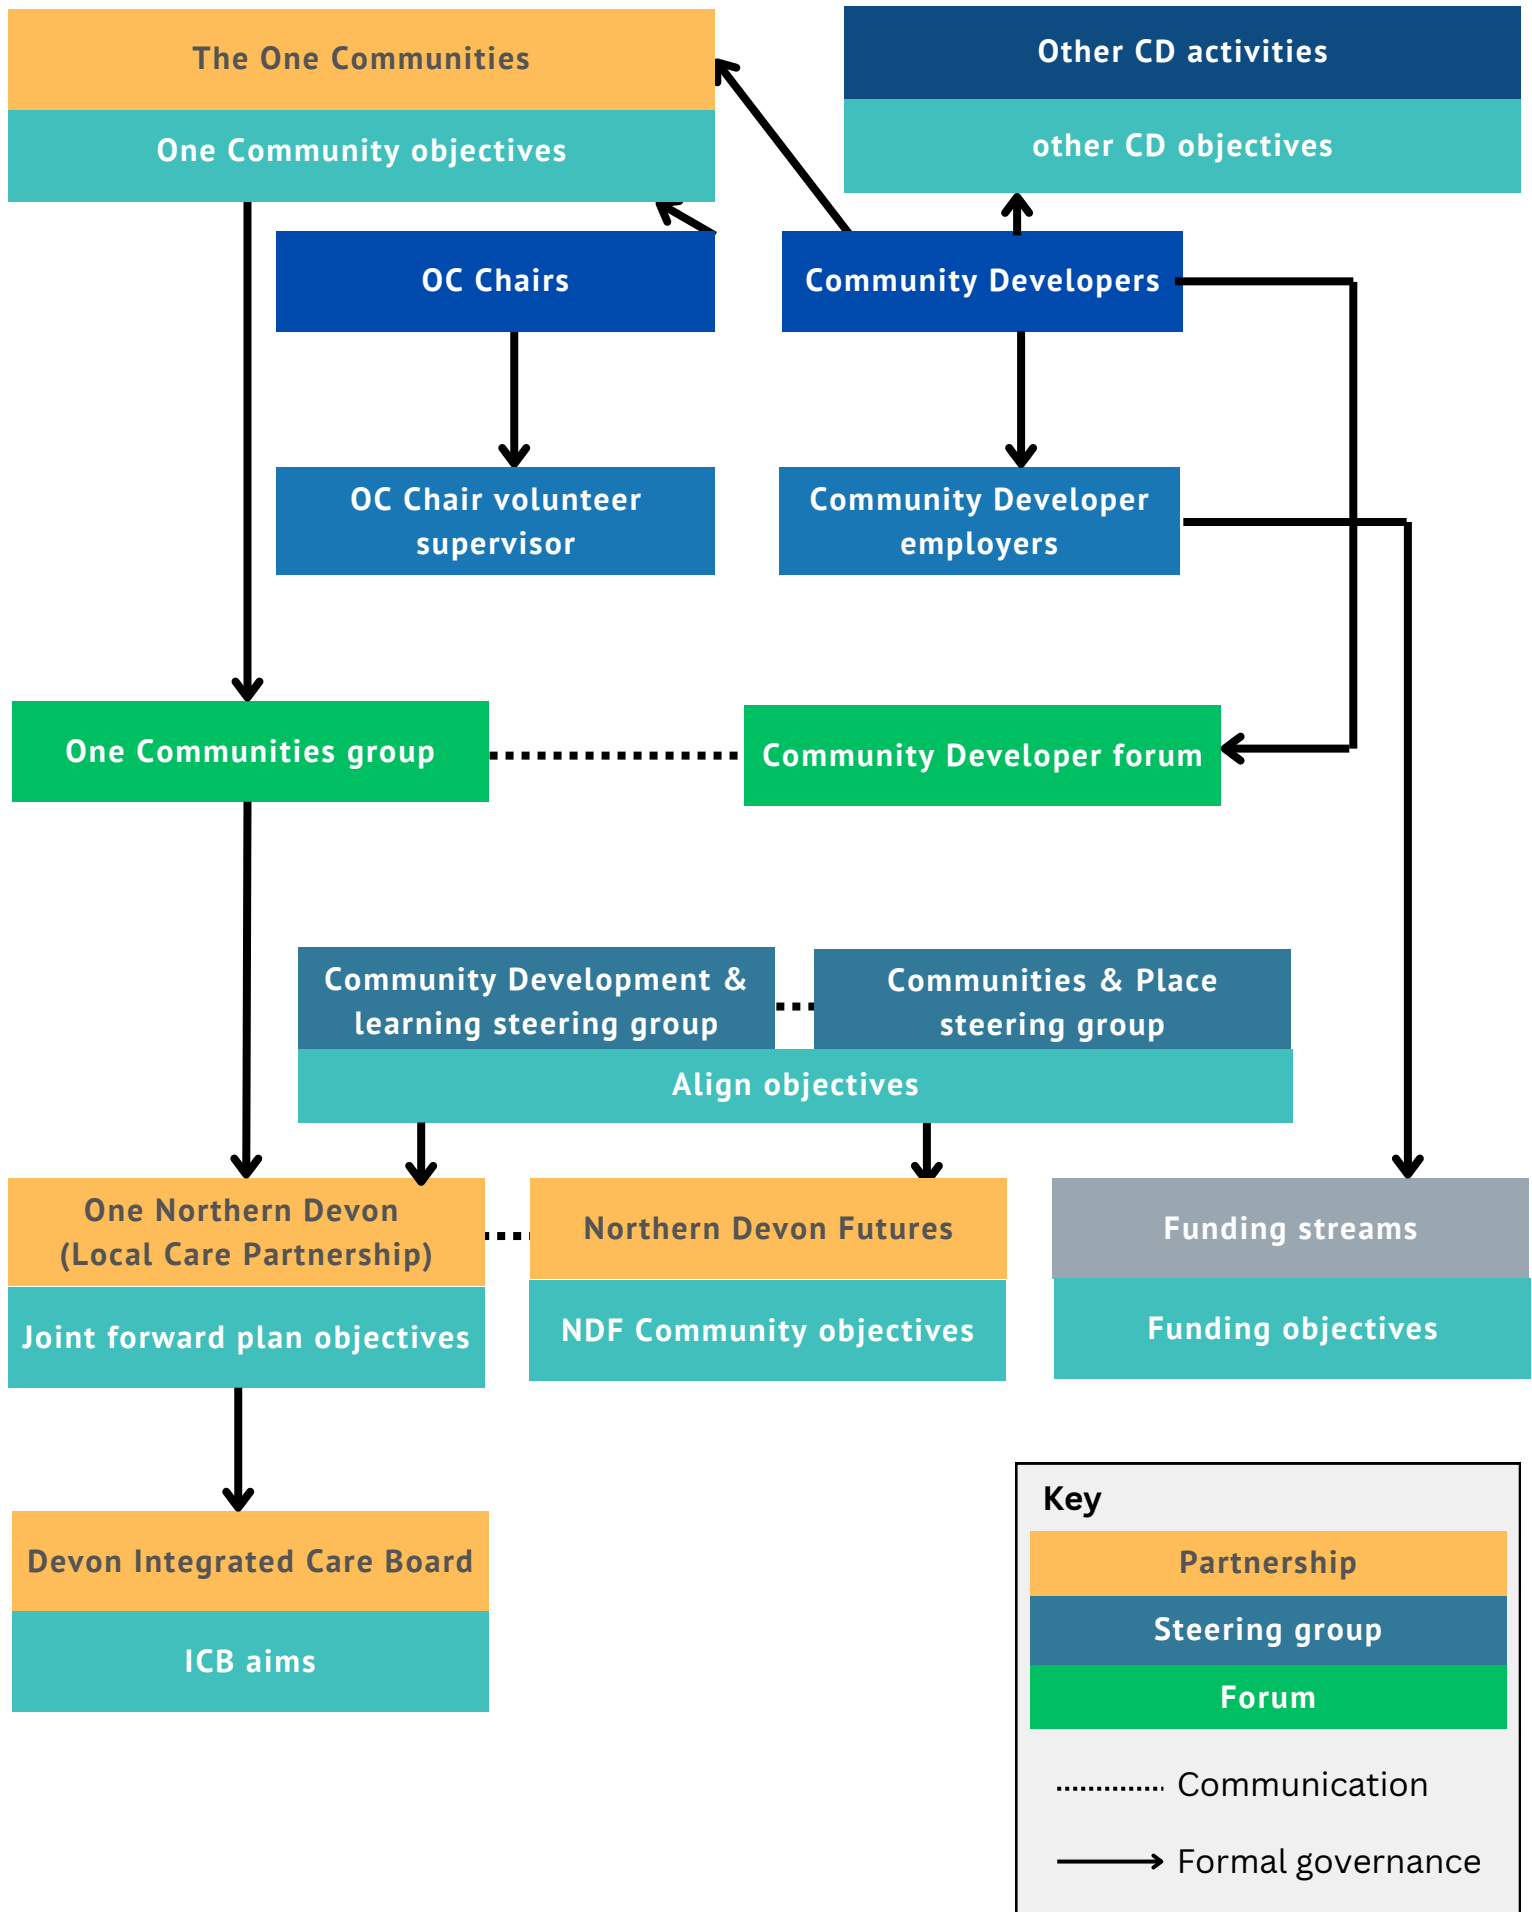 The One Communities
One Community objectives
Other CD activities
other CD objectives
OC Chairs
Community Developers
OC Chair volunteer
supervisor
Community Developer
employers
One Communities group
Community Developer forum
Community Development &
learning steering group
Communities & Place
steering group
Align objectives
One Northern Devon
(Local Care Partnership)
Joint forward plan objectives
Northern Devon Futures
NDF Community objectives
Funding streams
Funding objectives
Devon Integrated Care Board
ICB aims
Key
Partnership
Steering group
Forum
Communication
Formal governance